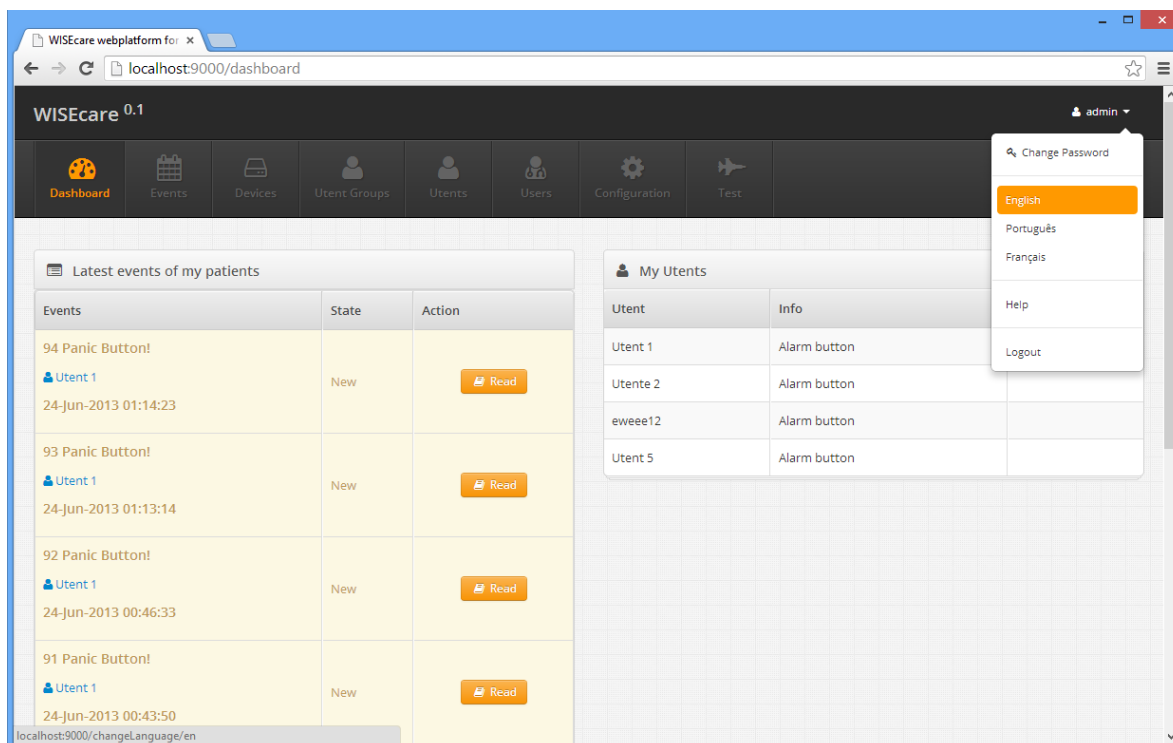 WISEcare webplatform for
localhost:9000/dashboard
WISEcare 0.1
admin
Dashboard
Events
Devices
Utent Groups
Utents
Users
Configuration
Test
Change Password
English
Português
Français
Help
Logout
Latest events of my patients
Events State Action
94 Panic Button!
Utent 1
New Read
24-Jun-2013 01:14:23
93 Panic Button!
Utent 1
New Read
24-Jun-2013 01:13:14
92 Panic Button!
Utent 1
New Read
24-Jun-2013 00:46:33
91 Panic Button!
Utent 1
New Read
24-Jun-2013 00:43:50
My Utents
Utent Info
Utent 1 Alarm button
Utente 2 Alarm button
eweee12 Alarm button
Utent 5 Alarm button
localhost:9000/changeLanguage/en